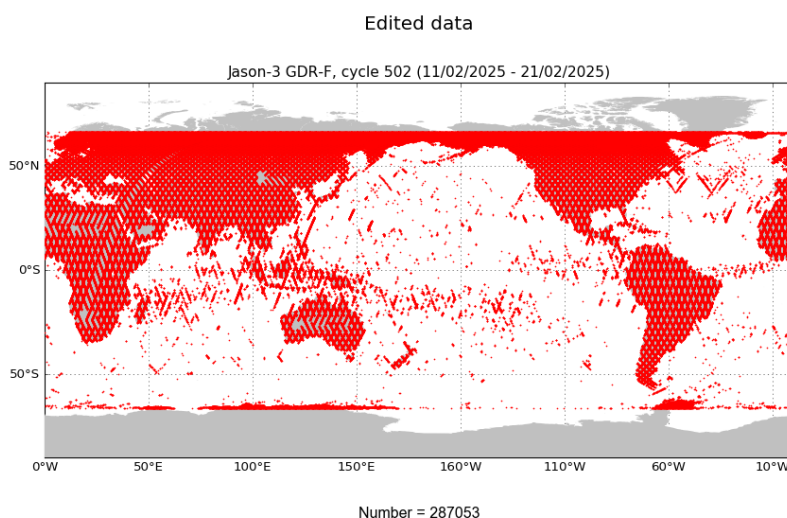 Edited data
Jason-3 GDR-F, cycle 502 (11/02/2025 - 21/02/2025)
50°N
0°S
50°S
0°W 50°E 100°E 150°E 160°W 110°W 60°W 10°W
Number = 287053